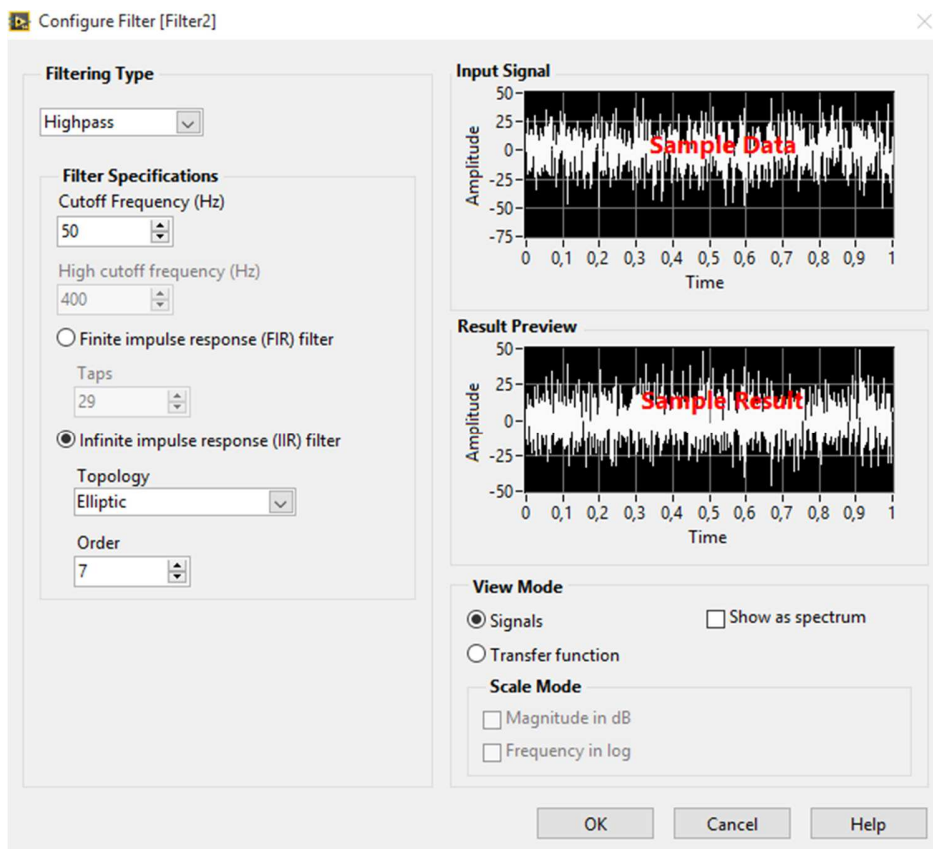 Configure Filter [Filter2]
Filtering Type
Highpass
Filter Specifications
Cutoff Frequency (Hz)
50
High cutoff frequency (Hz)
400
Finite impulse response (FIR) filter
Taps
29
Infinite impulse response (IIR) filter
Topology
Elliptic
Order
7
Input Signal
Amplitude
50
25
0
-25
-50
-75
Sample Data
0 0,1 0,2 0,3 0,4 0,5 0,6 0,7 0,8 0,9 1
Time
Result Preview
Amplitude
50
25
0
-25
-50
Sample Result
0 0,1 0,2 0,3 0,4 0,5 0,6 0,7 0,8 0,9 1
Time
View Mode
Signals
Show as spectrum
Transfer function
Scale Mode
Magnitude in dB
Frequency in log
OK Cancel Help